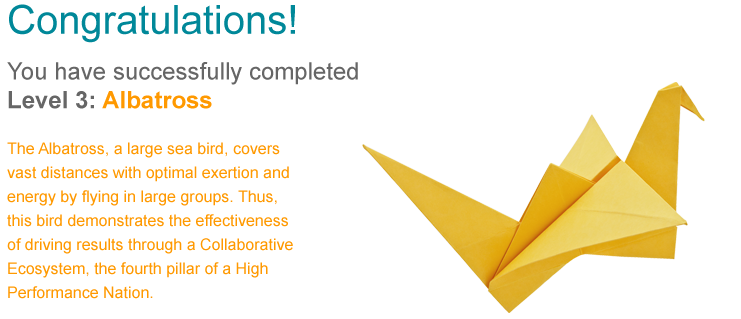 Congratulations!
You have successfully completed
Level 3: Albatross
The Albatross, a large sea bird, covers
vast distances with optimal exertion and
energy by flying in large groups. Thus,
this bird demonstrates the effectiveness
of driving results through a Collaborative
Ecosystem, the fourth pillar of a High
Performance Nation.